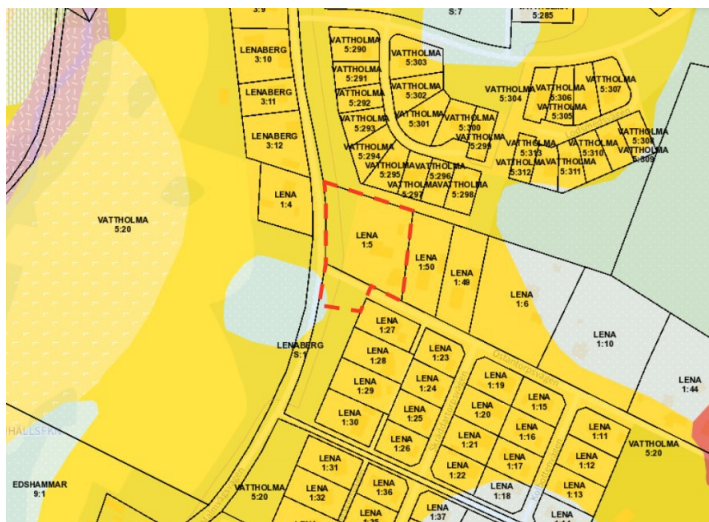 3:9
S:7
5:285
LENABERG
3:10
LENABERG
3:11
LENABERG
3:12
LENA
1:4
VATTHOLMA
5:20
VATTHOLMA
5:290
VATTHOLMA
5:291
VATTHOLMA
5:292
VATTHOLMA
5:293
VATTHOLMA
5:294
VATTHOLMA
5:295
VATTHOLMA
5:296
VATTHOLMA
5:297
5:298
VATTHOLMA
5:303
VATTHOLMA
5:302
VATTHOLMA
5:301
VATTHOLMA
5:300
VATTHOLMA
5:299
VATTHOLMA
5:304
VATTHOLMA
5:306
VATTHOLMA
5:305
VATTHOLMA
5:307
VATTHOLMA
5:308
VATTHOLMA
5:309
VATTHOLMA
5:310
VATTHOLMA
5:311
VATTHOLMA
5:313
VATTHOLMA
5:312
LENA
1:5
LENA
1:50
LENA
1:49
LENA
1:6
LENA
1:10
LENA
1:44
LENABERG
S:1
LENA
1:27
LENA
1:28
LENA
1:29
LENA
1:30
LENA
1:23
LENA
1:24
LENA
1:25
LENA
1:26
LENA
1:19
LENA
1:20
LENA
1:21
LENA
1:22
LENA
1:15
LENA
1:16
LENA
1:17
LENA
1:18
LENA
1:11
LENA
1:12
LENA
1:13
VATTHOLMA
5:20
EDSHAMMAR
9:1
VATTHOLMA
5:20
LENA
1:31
LENA
1:32
LENA
LENA
1:36
LENA
LENA
1:37